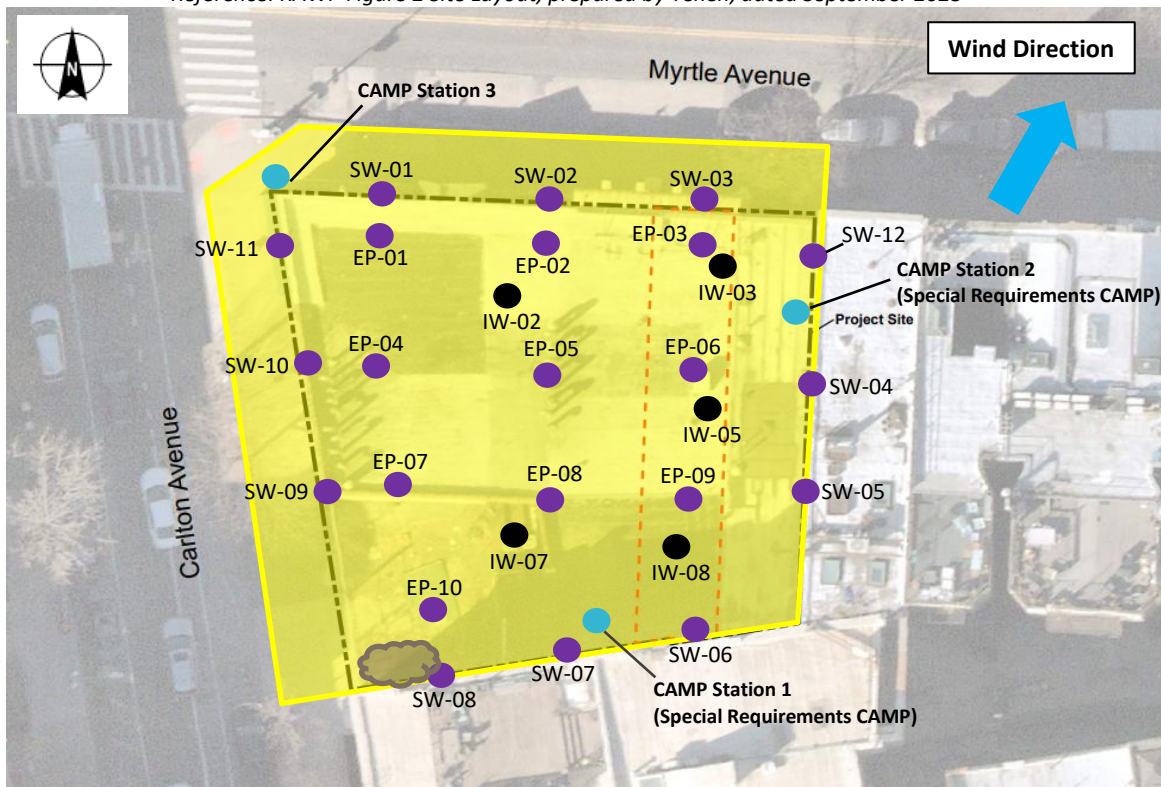 Wind Direction
Myrtle Avenue
N
CAMP Station 3
SW-01
SW-02
SW-03
SW-11
EP-01
EP-02
EP-03
SW-12
IW-02
IW-03
CAMP Station 2
(Special Requirements CAMP)
Project Site
SW-10
EP-04
EP-05
EP-06
SW-04
IW-05
Carlton Avenue
SW-09
EP-07
EP-08
EP-09
SW-05
IW-07
IW-08
EP-10
SW-08
SW-07
SW-06
CAMP Station 1
(Special Requirements CAMP)